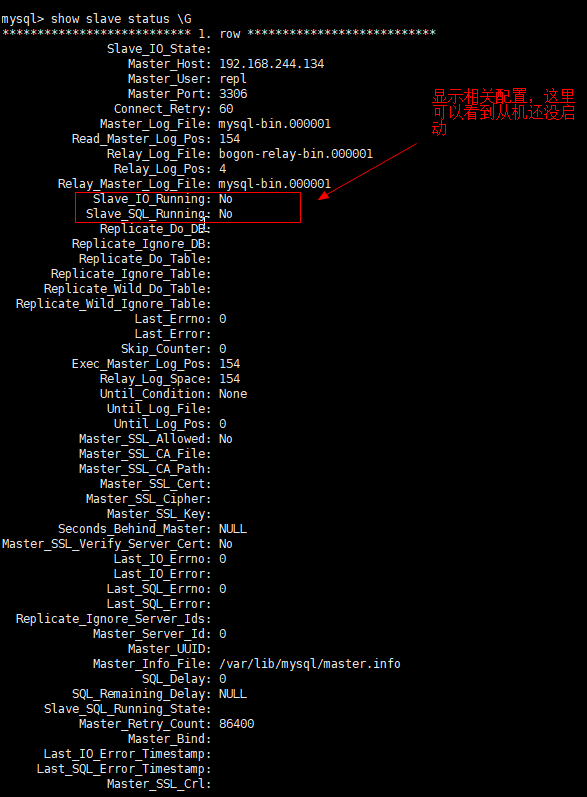 mysql> show slave status \G
*************************** 1. row ***************************
Slave_IO_State:
Master_Host: 192.168.244.134
Master_User: repl
Master_Port: 3306
Connect_Retry: 60
Master_Log_File: mysql-bin.000001
Read_Master_Log_Pos: 154
Relay_Log_File: bogon-relay-bin.000001
Relay_Log_Pos: 4
Relay_Master_Log_File: mysql-bin.000001
Slave_IO_Running: No
Slave_SQL_Running: No
Replicate_Do_DB:
Replicate_Ignore_DB:
Replicate_Do_Table:
Replicate_Ignore_Table:
Replicate_Wild_Do_Table:
Replicate_Wild_Ignore_Table:
Last_Errno: 0
Last_Error:
Skip_Counter: 0
Exec_Master_Log_Pos: 154
Relay_Log_Space: 154
Until_Condition: None
Until_Log_File:
Until_Log_Pos: 0
Master_SSL_Allowed: No
Master_SSL_CA_File:
Master_SSL_CA_Path:
Master_SSL_Cert:
Master_SSL_Cipher:
Master_SSL_Key:
Seconds_Behind_Master: NULL
Master_SSL_Verify_Server_Cert: No
Last_IO_Errno: 0
Last_IO_Error:
Last_SQL_Errno: 0
Last_SQL_Error:
Replicate_Ignore_Server_Ids:
Master_Server_Id: 0
Master_UUID:
Master_Info_File: /var/lib/mysql/master.info
SQL_Delay: 0
SQL_Remaining_Delay: NULL
Slave_SQL_Running_State:
Master_Retry_Count: 86400
Master_Bind:
Last_IO_Error_Timestamp:
Last_SQL_Error_Timestamp:
Master_SSL_Crl:
显示相关配置，这里
可以看到从机还没启
动